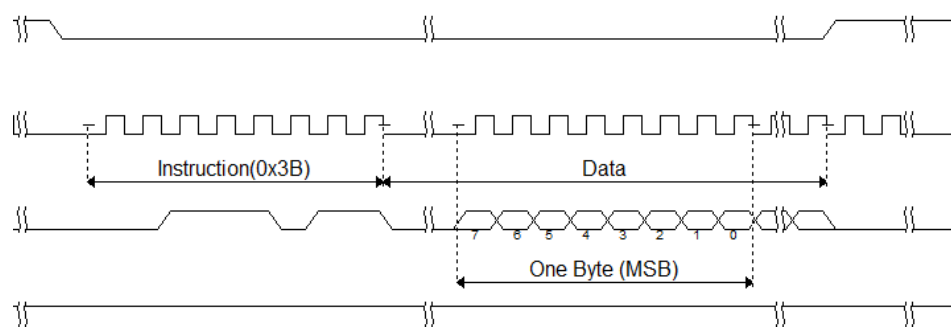 Instruction(0x3B)
Data
7 6 5 4 3 2 1 0
One Byte (MSB)